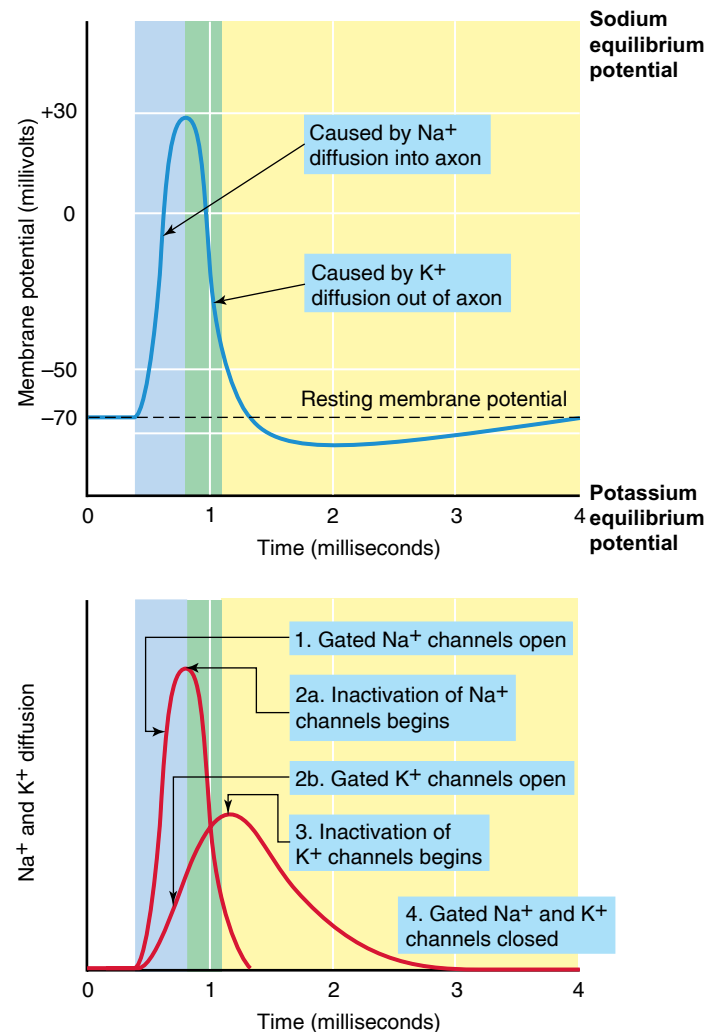 Sodium
equilibrium
potential
+30
0
–50
–70
Membrane potential (millivolts)
Caused by Na+
diffusion into axon
Caused by K+
diffusion out of axon
Resting membrane potential
0
1
2
3
4
Time (milliseconds)
Potassium
equilibrium
potential
Na+ and K+ diffusion
1. Gated Na+ channels open
2a. Inactivation of Na+
channels begins
2b. Gated K+ channels open
3. Inactivation of
K+ channels begins
4. Gated Na+ and K+
channels closed
0
1
2
3
4
Time (milliseconds)